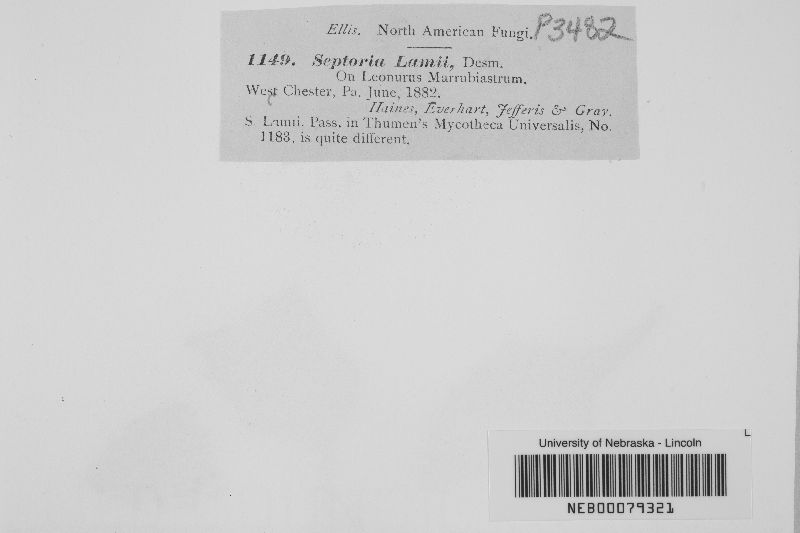 Ellis. North American Fungi. P3482
1149. Septoria Lamii, Desm.
On Leonurus Marrubiastrum.
West Chester, Pa. June, 1882.
Haines, Everhart, Jefferis & Gray.
S. Lamii. Pass. in Thumen's Mycotheca Universalis, No.
1183, is quite different.
L
University of Nebraska - Lincoln
NEB00079321